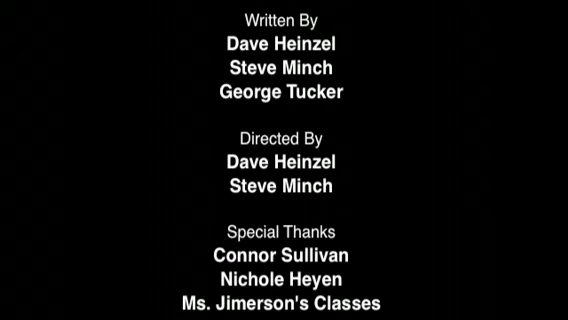 Written By
Dave Heinzel
Steve Minch
George Tucker
Directed By
Dave Heinzel
Steve Minch
Special Thanks
Connor Sullivan
Nichole Heyen
Ms. Jimerson's Classes